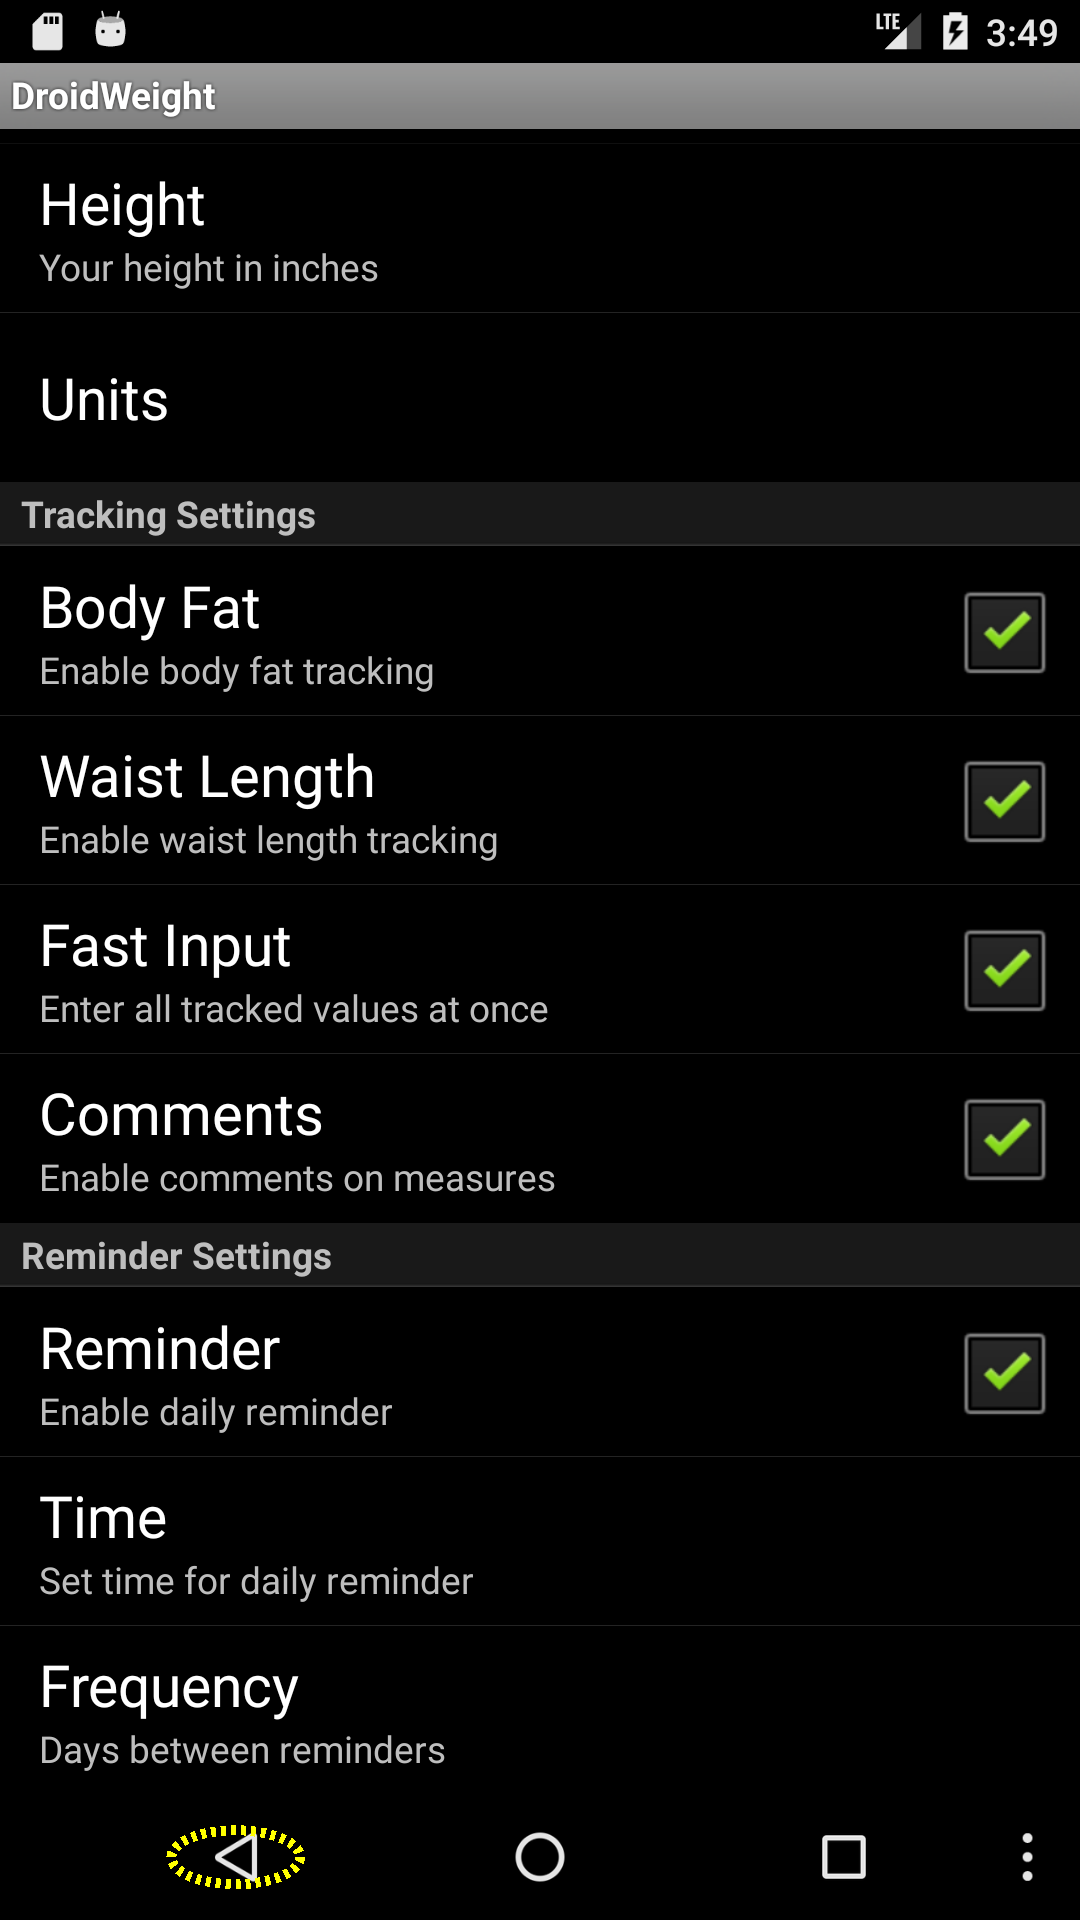 LTE 3:49
DroidWeight
Height
Your height in inches
Units
Tracking Settings
Body Fat
Enable body fat tracking
Waist Length
Enable waist length tracking
Fast Input
Enter all tracked values at once
Comments
Enable comments on measures
Reminder Settings
Reminder
Enable daily reminder
Time
Set time for daily reminder
Frequency
Days between reminders